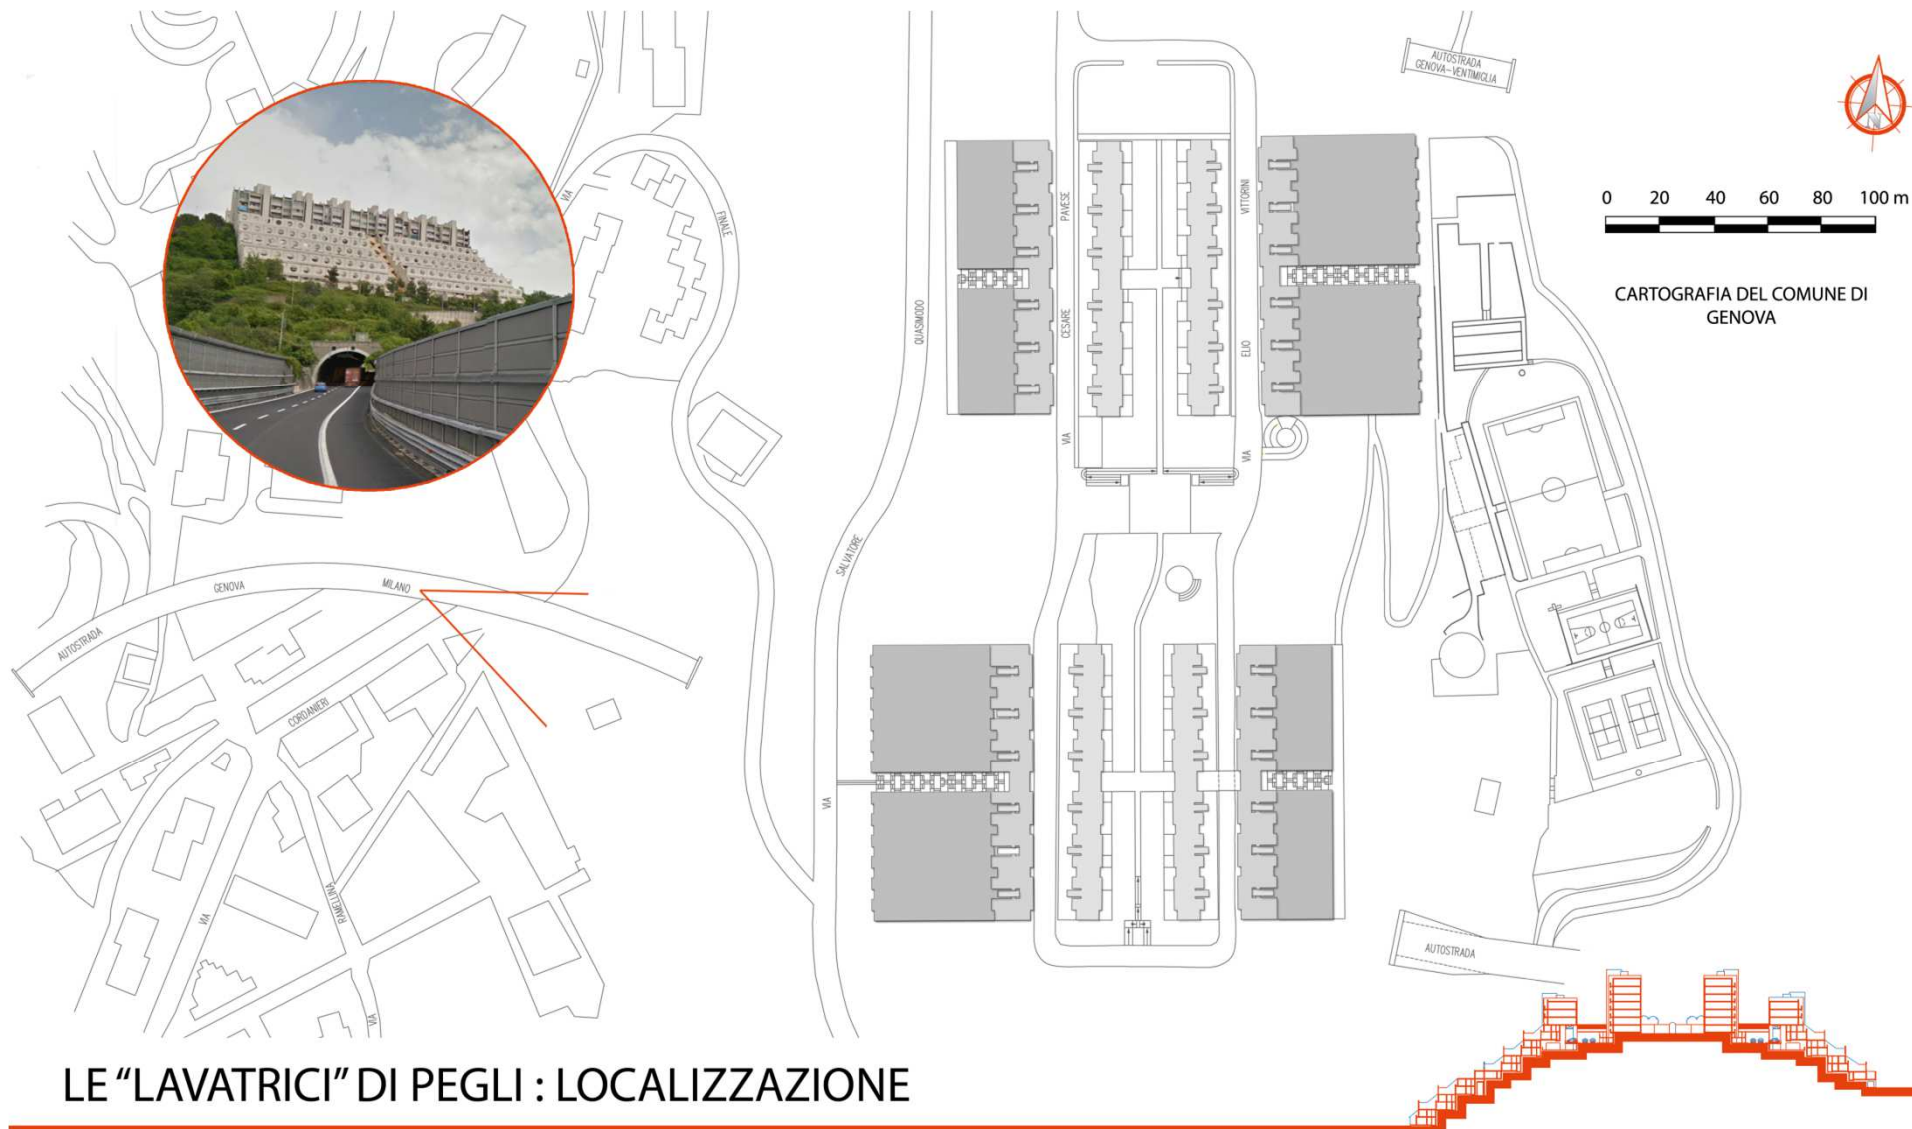 AUTOSTRADA
GENOVA-VENTIMIGLIA
N
0 20 40 60 80 100 m
CARTOGRAFIA DEL COMUNE DI
GENOVA
VIA
FINALE
QUASIMODO
SALVATORE
VIA
PAVESE
CESARE
VIA
VITTORINI
ELIO
VIA
AUTOSTRADA
GENOVA
MILANO
CORDANIERI
VIA
RAMELLINA
VIA
AUTOSTRADA
LE “LAVATRICI” DI PEGLI : LOCALIZZAZIONE